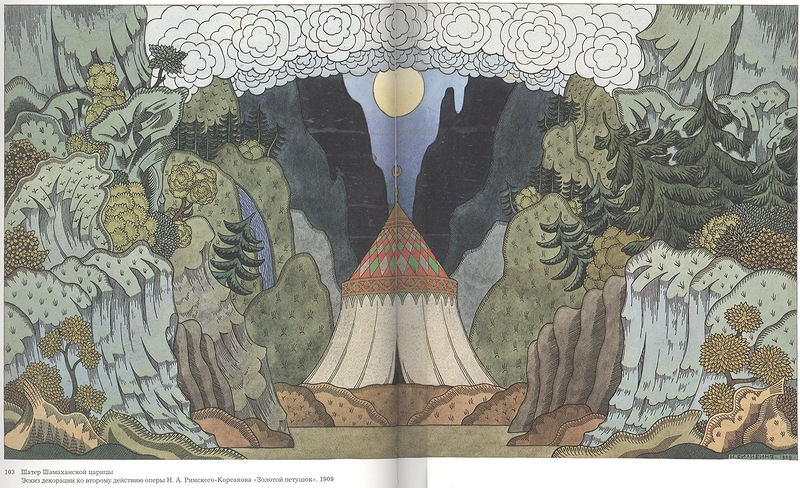 103 Шатер Шамаханской царицы
Эскиз декорации ко второму действию оперы Н. А. Римского-Корсакова «Золотой петушок». 1909